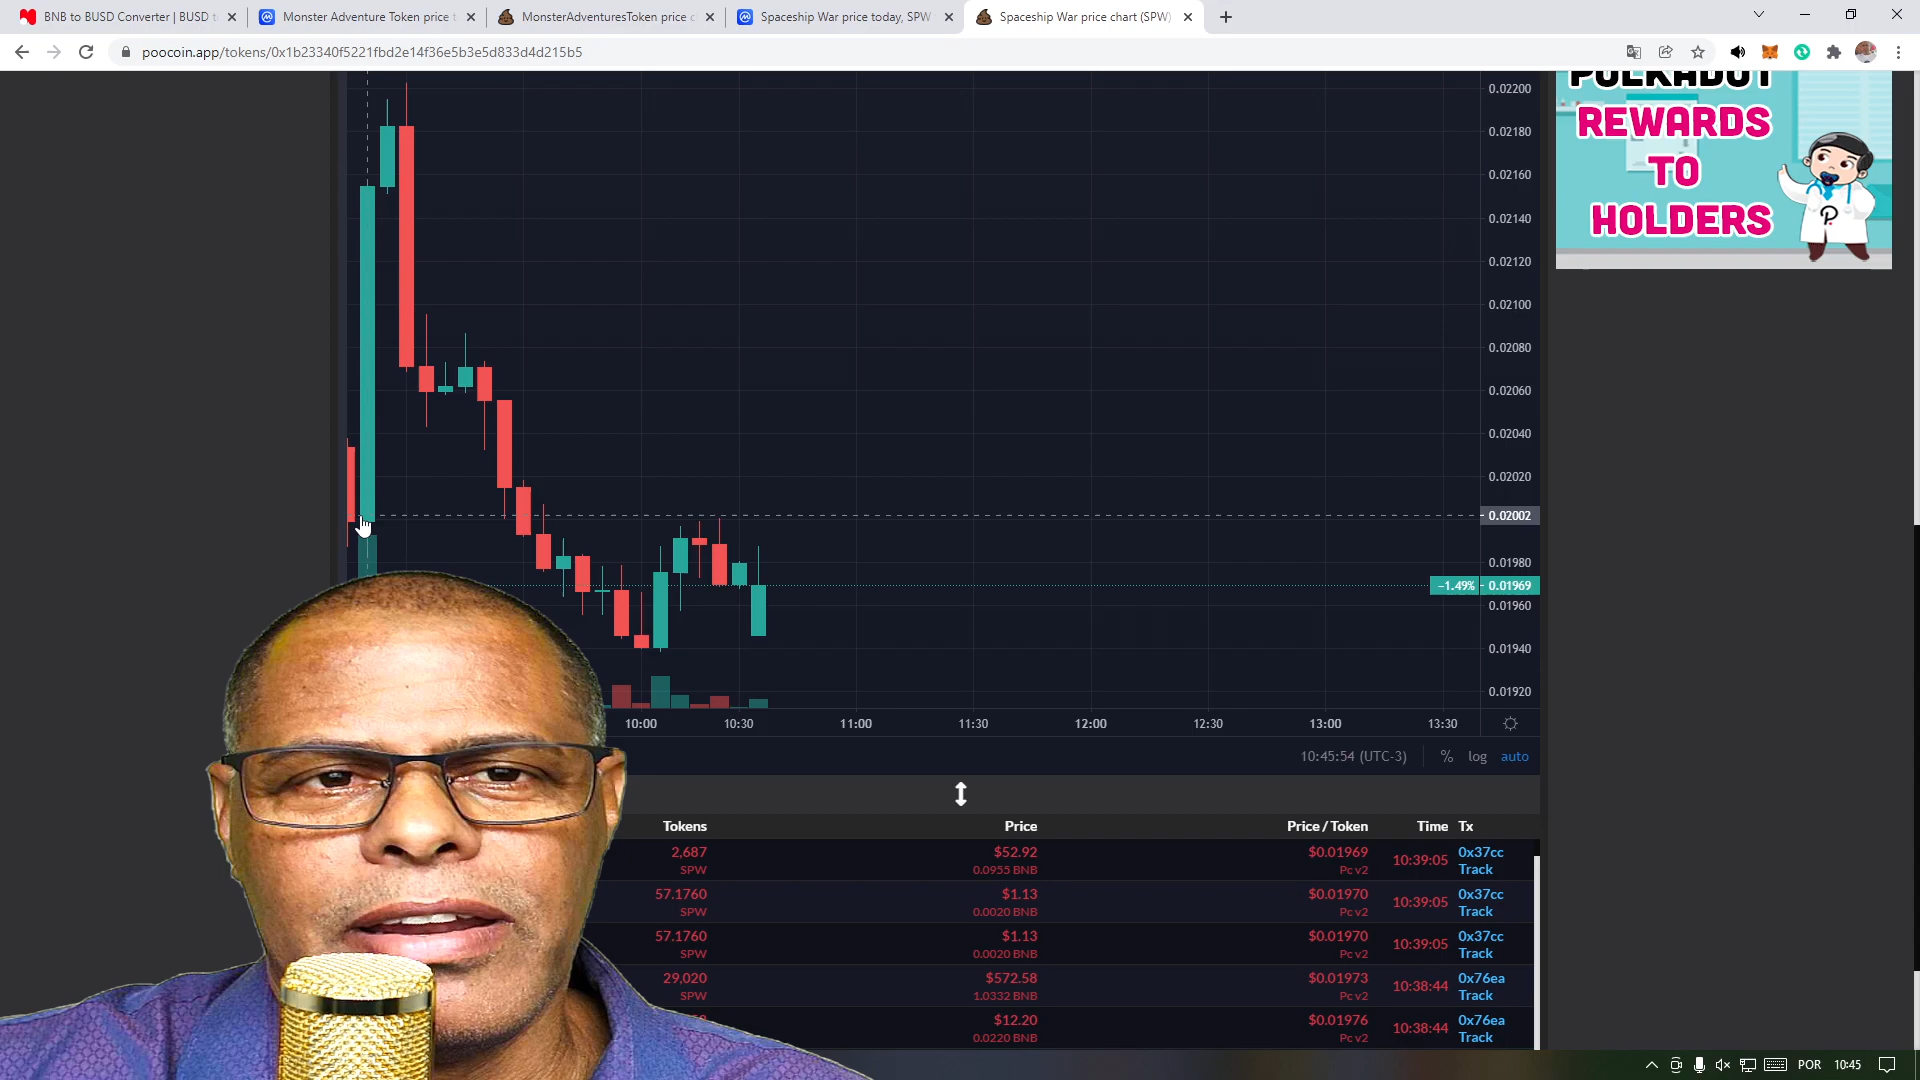 BNB to BUSD Converter | BUSD t
Monster Adventure Token price t
MonsterAdventuresToken price c
Spaceship War price today, SPW
Spaceship War price chart (SPW)
poocoin.app/tokens/0x1b23340f5221fbd2e14f36e5b3e5d833d4d215b5
POLKADOT
REWARDS
TO
HOLDERS
0.02200
0.02180
0.02160
0.02140
0.02120
0.02100
0.02080
0.02060
0.02040
0.02020
0.02002
0.01980
−1.49% 0.01969
0.01960
0.01940
0.01920
10:00 10:30 11:00 11:30 12:00 12:30 13:00 13:30
10:45:54 (UTC-3) % log auto
Tokens Price Price / Token Time Tx
2,687 $52.92 $0.01969 10:39:05 0x37cc
SPW 0.0955 BNB Pc v2 Track
57.1760 $1.13 $0.01970 10:39:05 0x37cc
SPW 0.0020 BNB Pc v2 Track
57.1760 $1.13 $0.01970 10:39:05 0x37cc
SPW 0.0020 BNB Pc v2 Track
29,020 $572.58 $0.01973 10:38:44 0x76ea
SPW 1.0332 BNB Pc v2 Track
$12.20 $0.01976 10:38:44 0x76ea
SPW 0.0220 BNB Pc v2 Track
POR 10:45